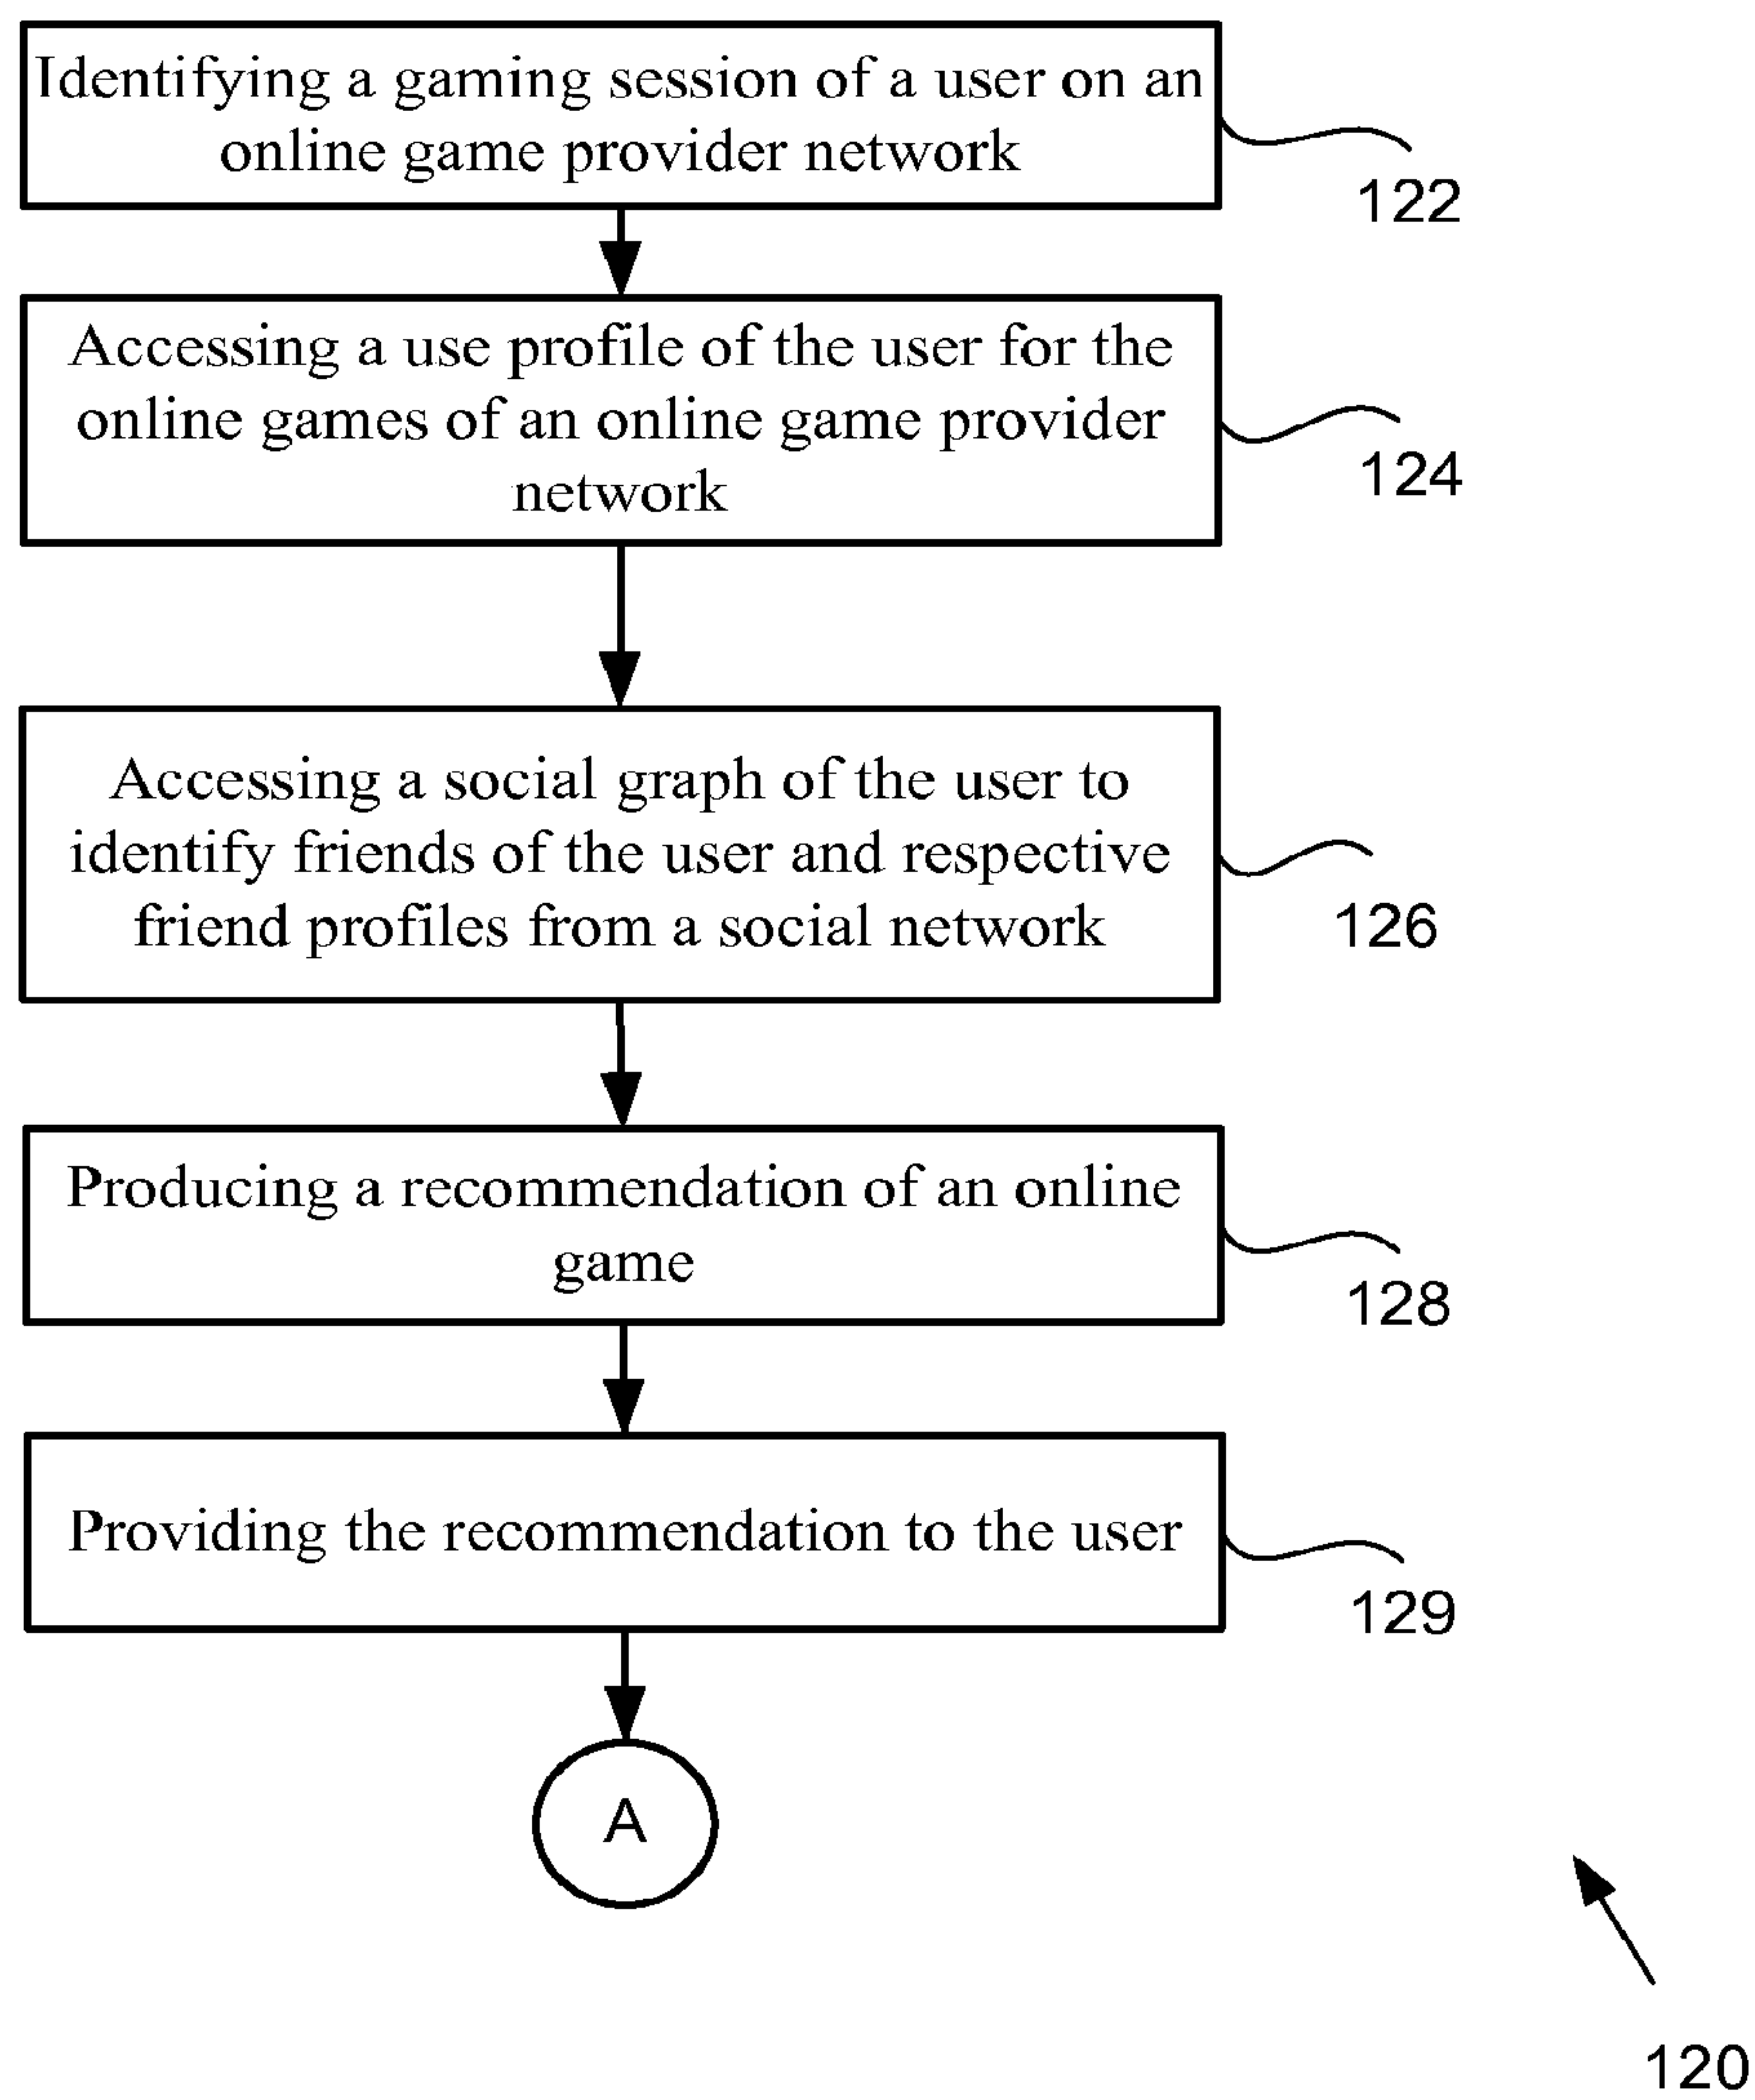 Identifying a gaming session of a user on an
online game provider network
122
Accessing a use profile of the user for the
online games of an online game provider
network
124
Accessing a social graph of the user to
identify friends of the user and respective
friend profiles from a social network
126
Producing a recommendation of an online
game
128
Providing the recommendation to the user
129
A
120